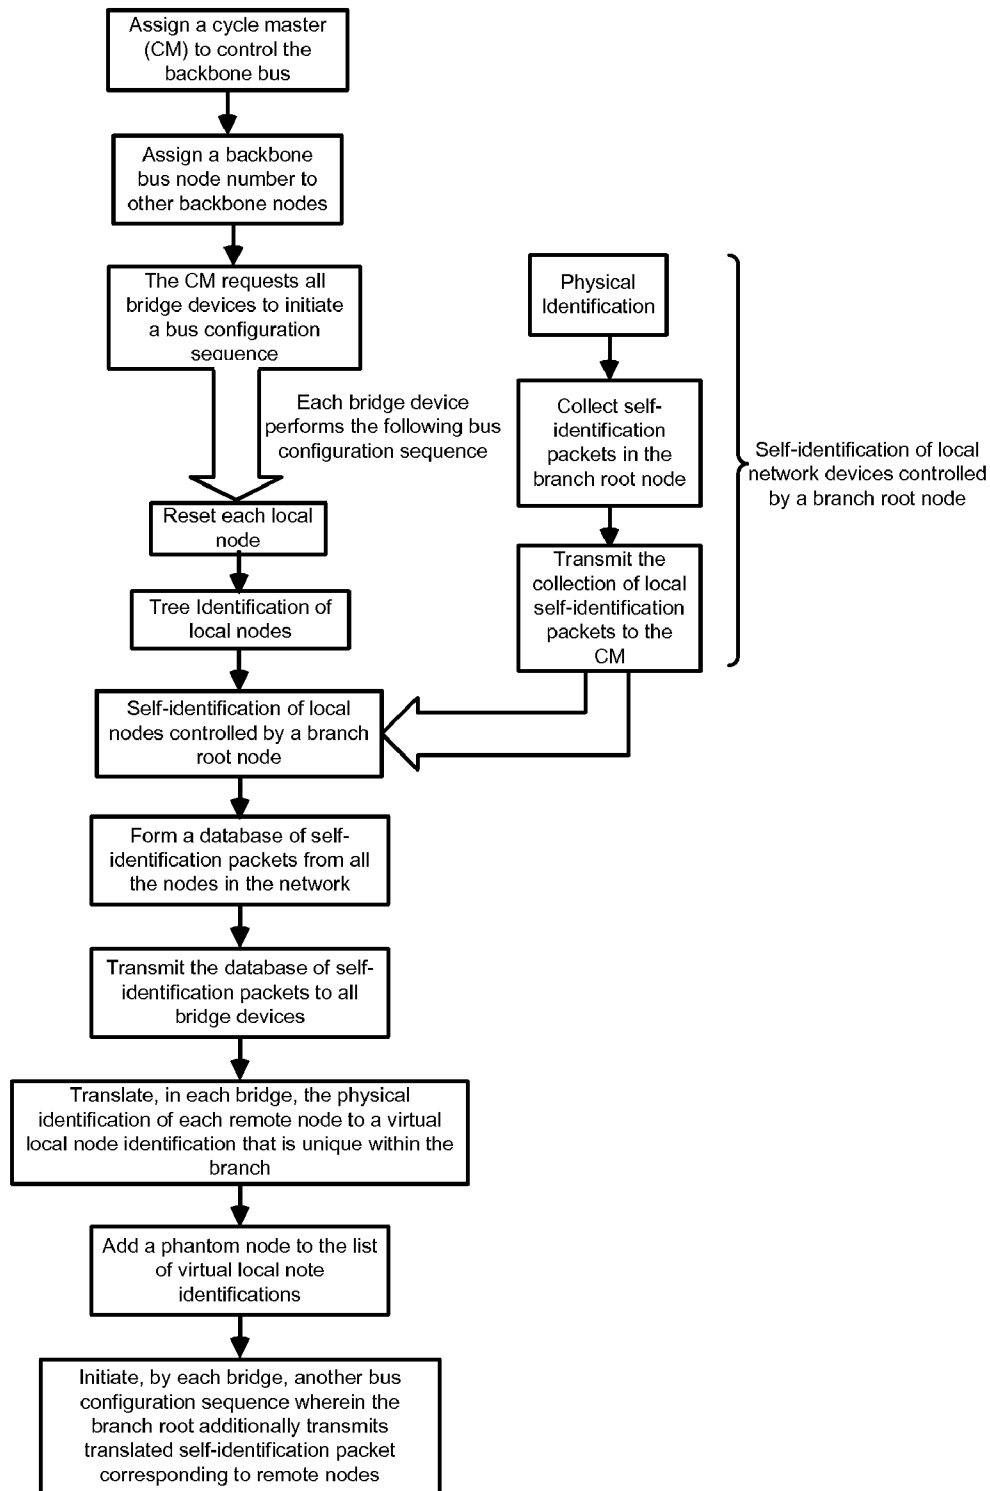 Assign a cycle master
(CM) to control the
backbone bus
Assign a backbone
bus node number to
other backbone nodes
The CM requests all
bridge devices to initiate
a bus configuration
sequence
Each bridge device
performs the following bus
configuration sequence
Reset each local
node
Tree Identification of
local nodes
Physical
Identification
Collect self-
identification
packets in the
branch root node
Transmit the
collection of local
self-identification
packets to the
CM
Self-identification of local
network devices controlled
by a branch root node
Self-identification of local
nodes controlled by a branch
root node
Form a database of self-
identification packets from all
the nodes in the network
Transmit the database of self-
identification packets to all
bridge devices
Translate, in each bridge, the physical
identification of each remote node to a virtual
local node identification that is unique within the
branch
Add a phantom node to the list
of virtual local note
identifications
Initiate, by each bridge, another bus
configuration sequence wherein the
branch root additionally transmits
translated self-identification packet
corresponding to remote nodes